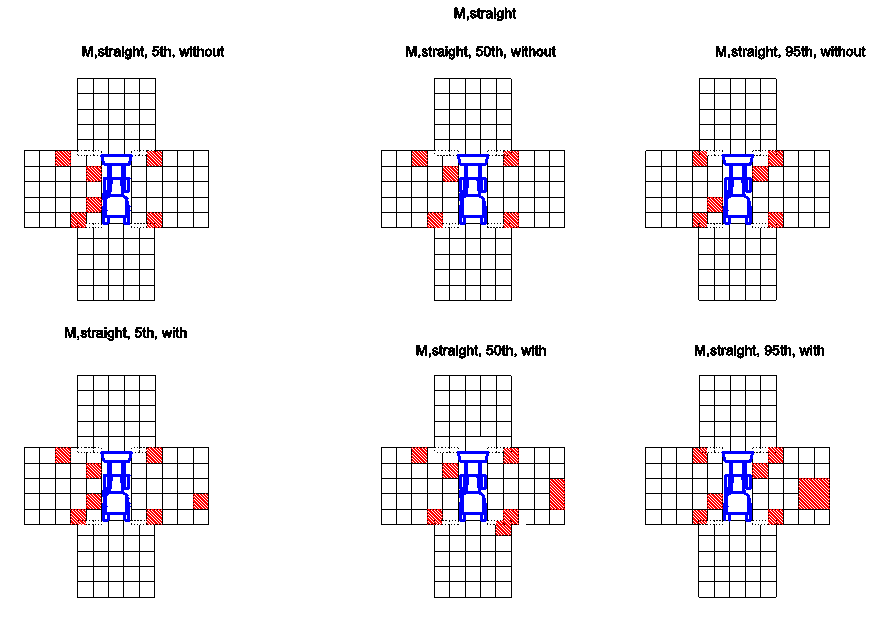 M,straight
M,straight, 5th, without
M,straight, 50th, without
M,straight, 95th, without
M,straight, 5th, with
M,straight, 50th, with
M,straight, 95th, with